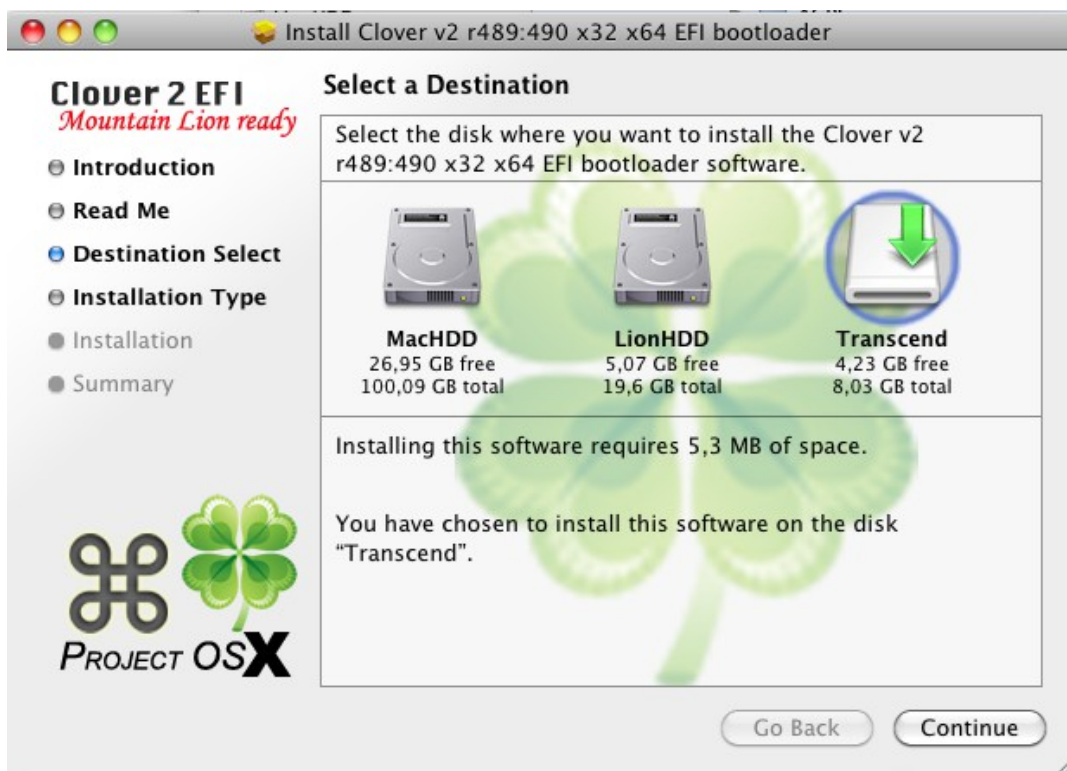 Install Clover v2 r489:490 x32 x64 EFI bootloader
Clover 2 EFI
Mountain Lion ready
Introduction
Read Me
Destination Select
Installation Type
Installation
Summary
PROJECT OSX
Select a Destination
Select the disk where you want to install the Clover v2
r489:490 x32 x64 EFI bootloader software.
MacHDD
26,95 GB free
100,09 GB total
LionHDD
5,07 GB free
19,6 GB total
Transcend
4,23 GB free
8,03 GB total
Installing this software requires 5,3 MB of space.
You have chosen to install this software on the disk
“Transcend”.
Go Back
Continue